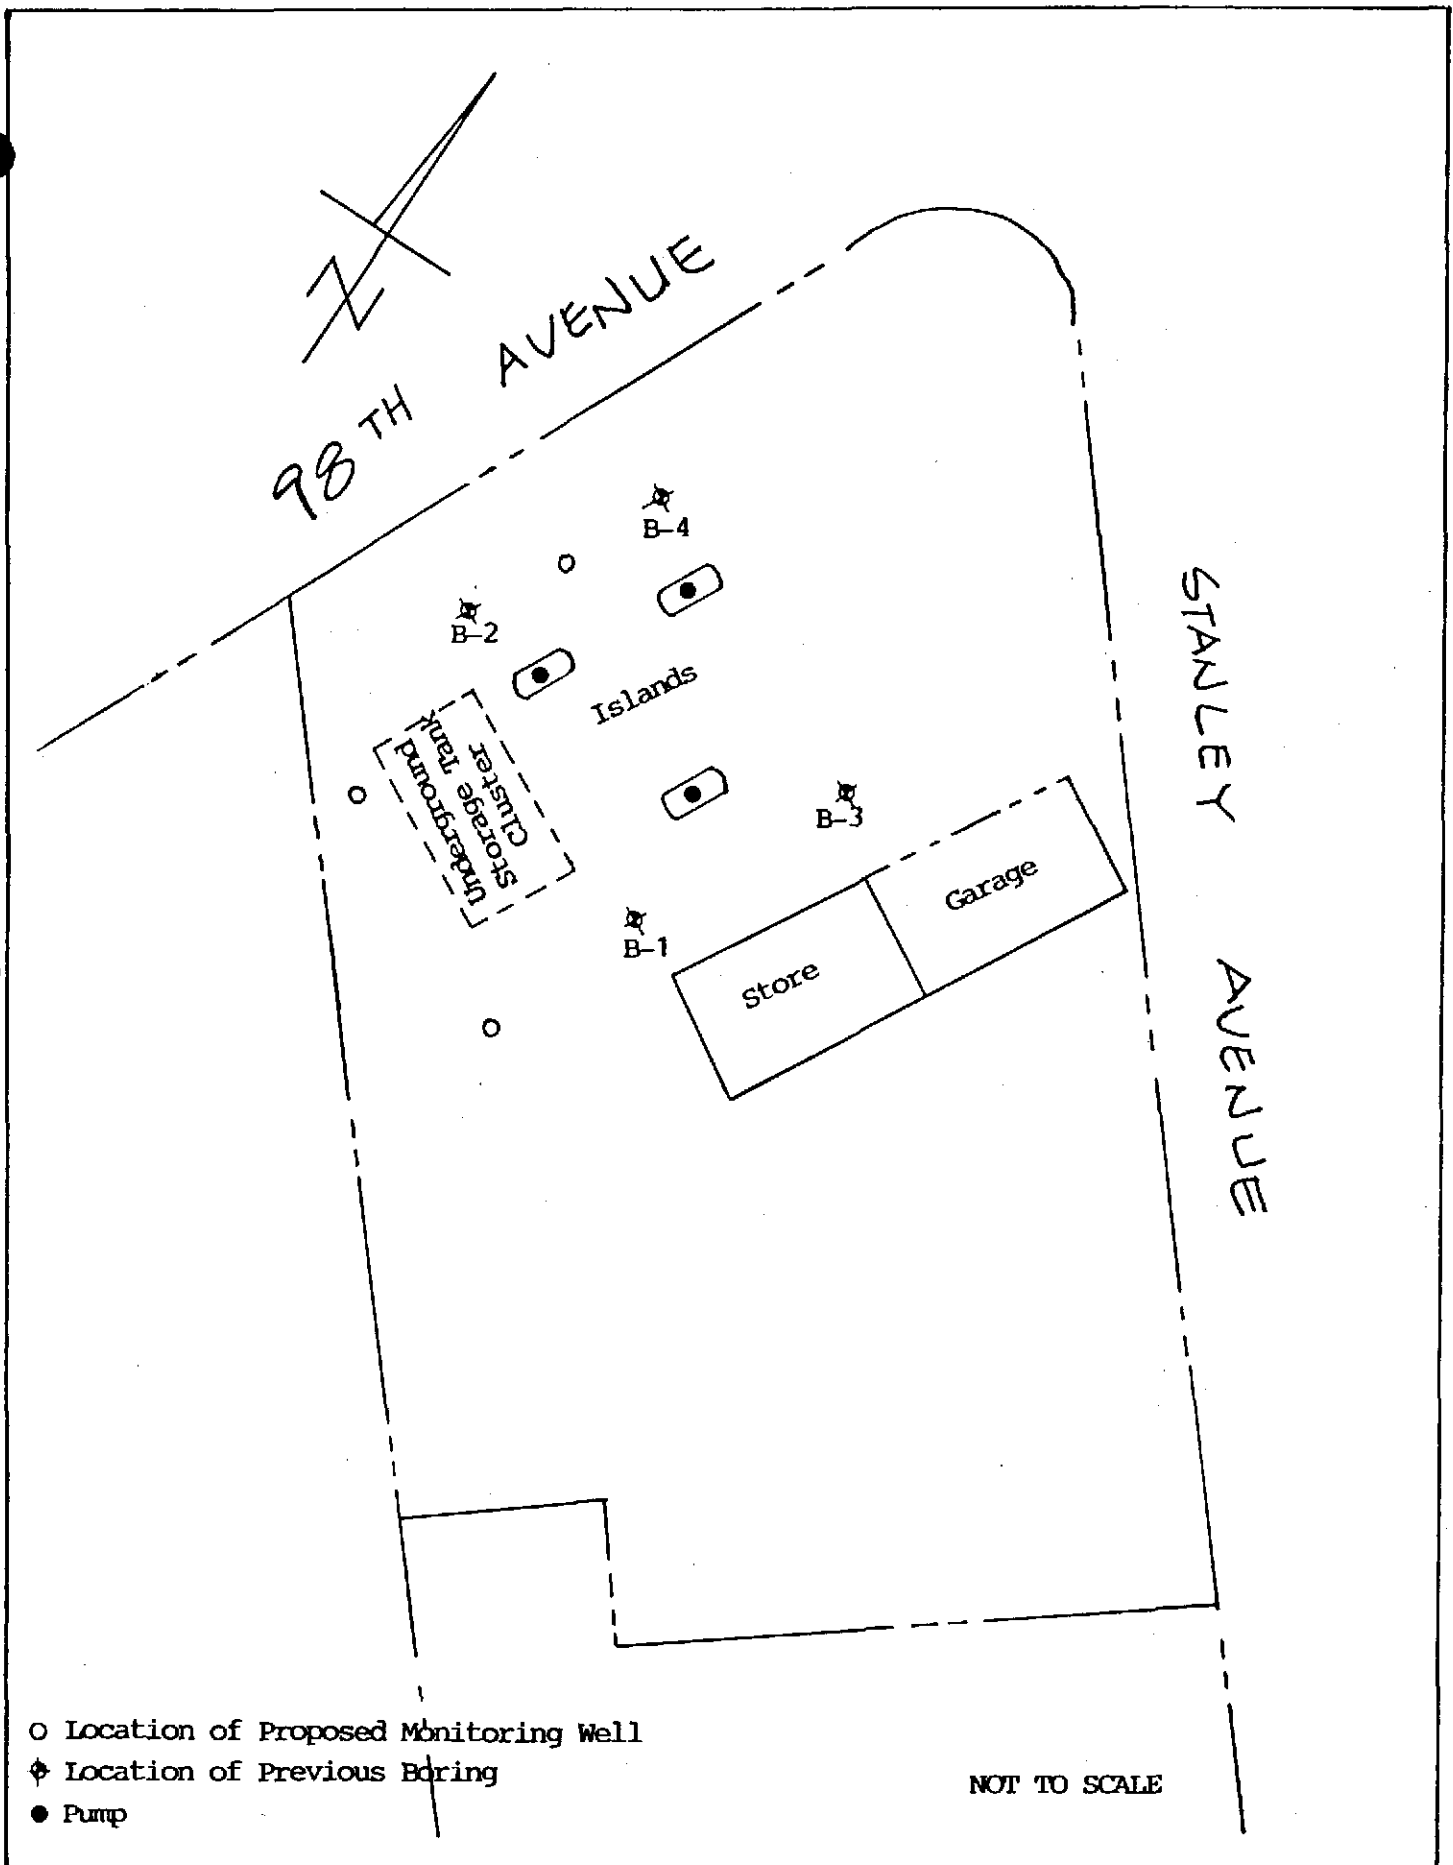 N
98TH AVENUE
B-4
B-2
Islands
Underground
Storage Tank
Cluster
B-3
B-1
Garage
Store
STANLEY AVENUE
Location of Proposed Monitoring Well
Location of Previous Boring
Pump
NOT TO SCALE